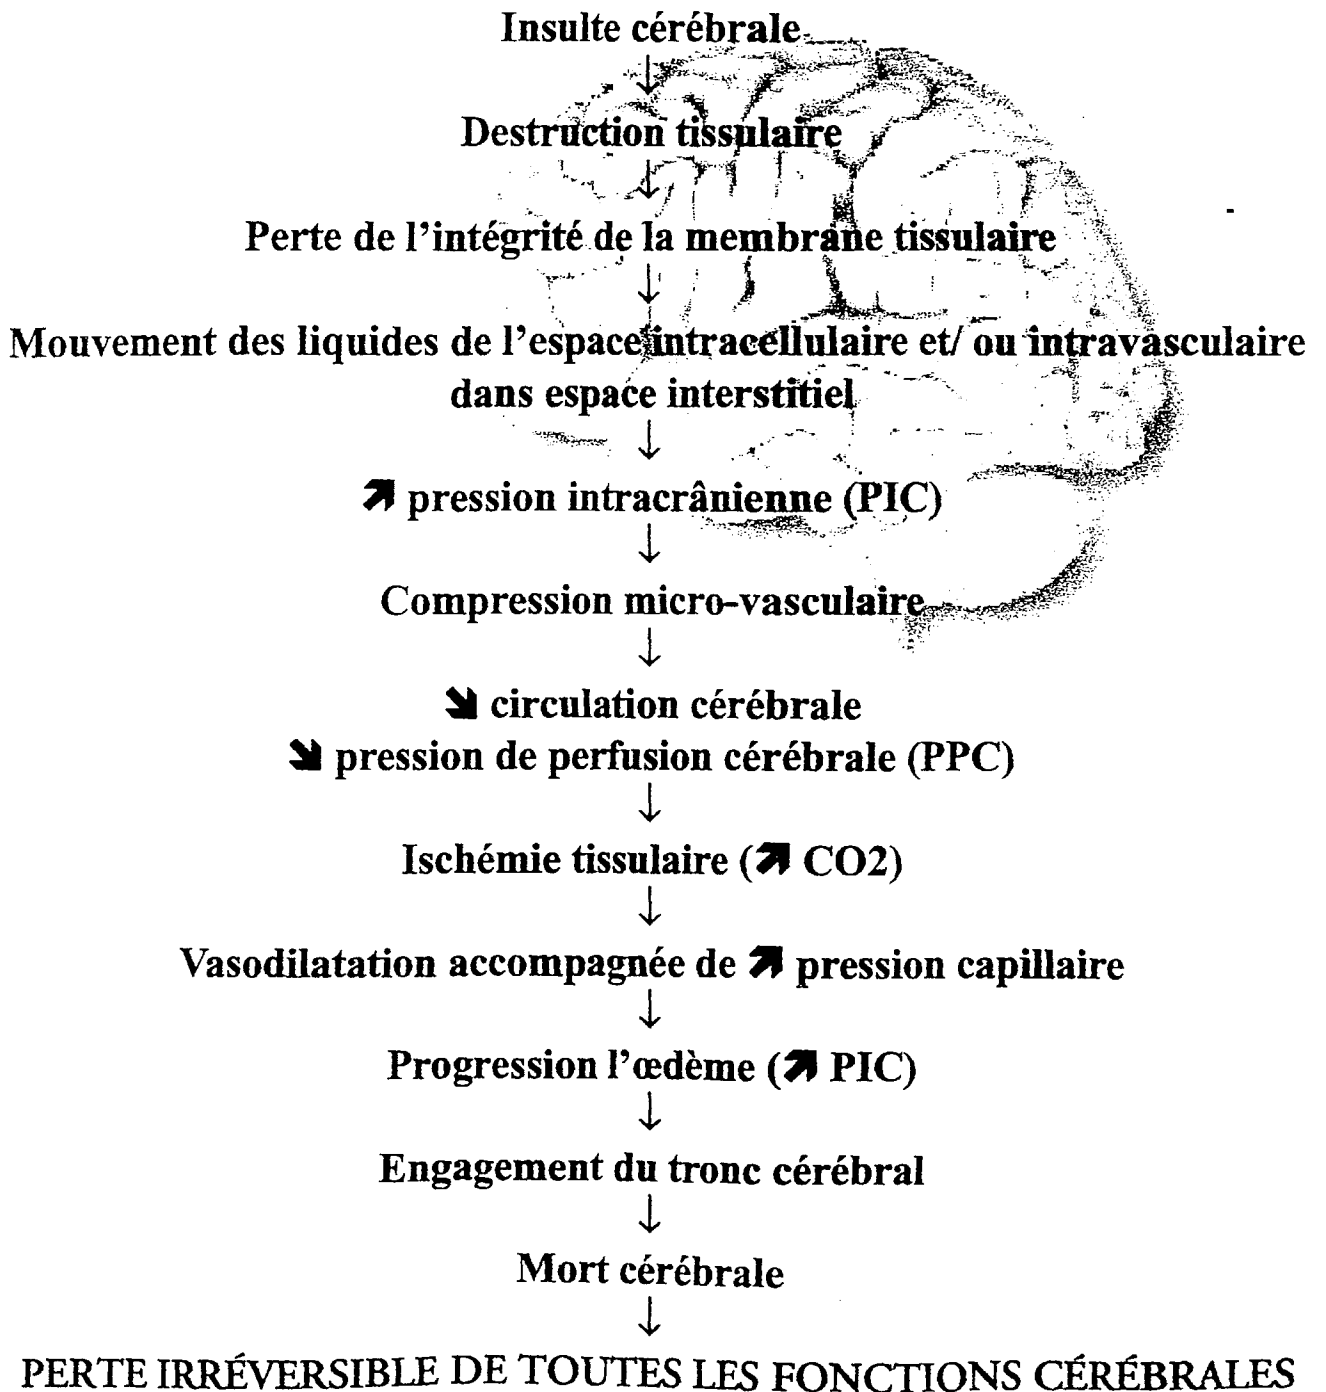 Insulte cérébrale
↓
Destruction tissulaire
↓
Perte de l'intégrité de la membrane tissulaire
↓
Mouvement des liquides de l'espace intracellulaire et/ ou intravasculaire
dans espace interstitiel
↓
↗ pression intracrânienne (PIC)
↓
Compression micro-vasculaire
↓
↘ circulation cérébrale
↘ pression de perfusion cérébrale (PPC)
↓
Ischémie tissulaire (↗ CO2)
↓
Vasodilatation accompagnée de ↗ pression capillaire
↓
Progression l'œdème (↗ PIC)
↓
Engagement du tronc cérébral
↓
Mort cérébrale
↓
PERTE IRRÉVERSIBLE DE TOUTES LES FONCTIONS CÉRÉBRALES